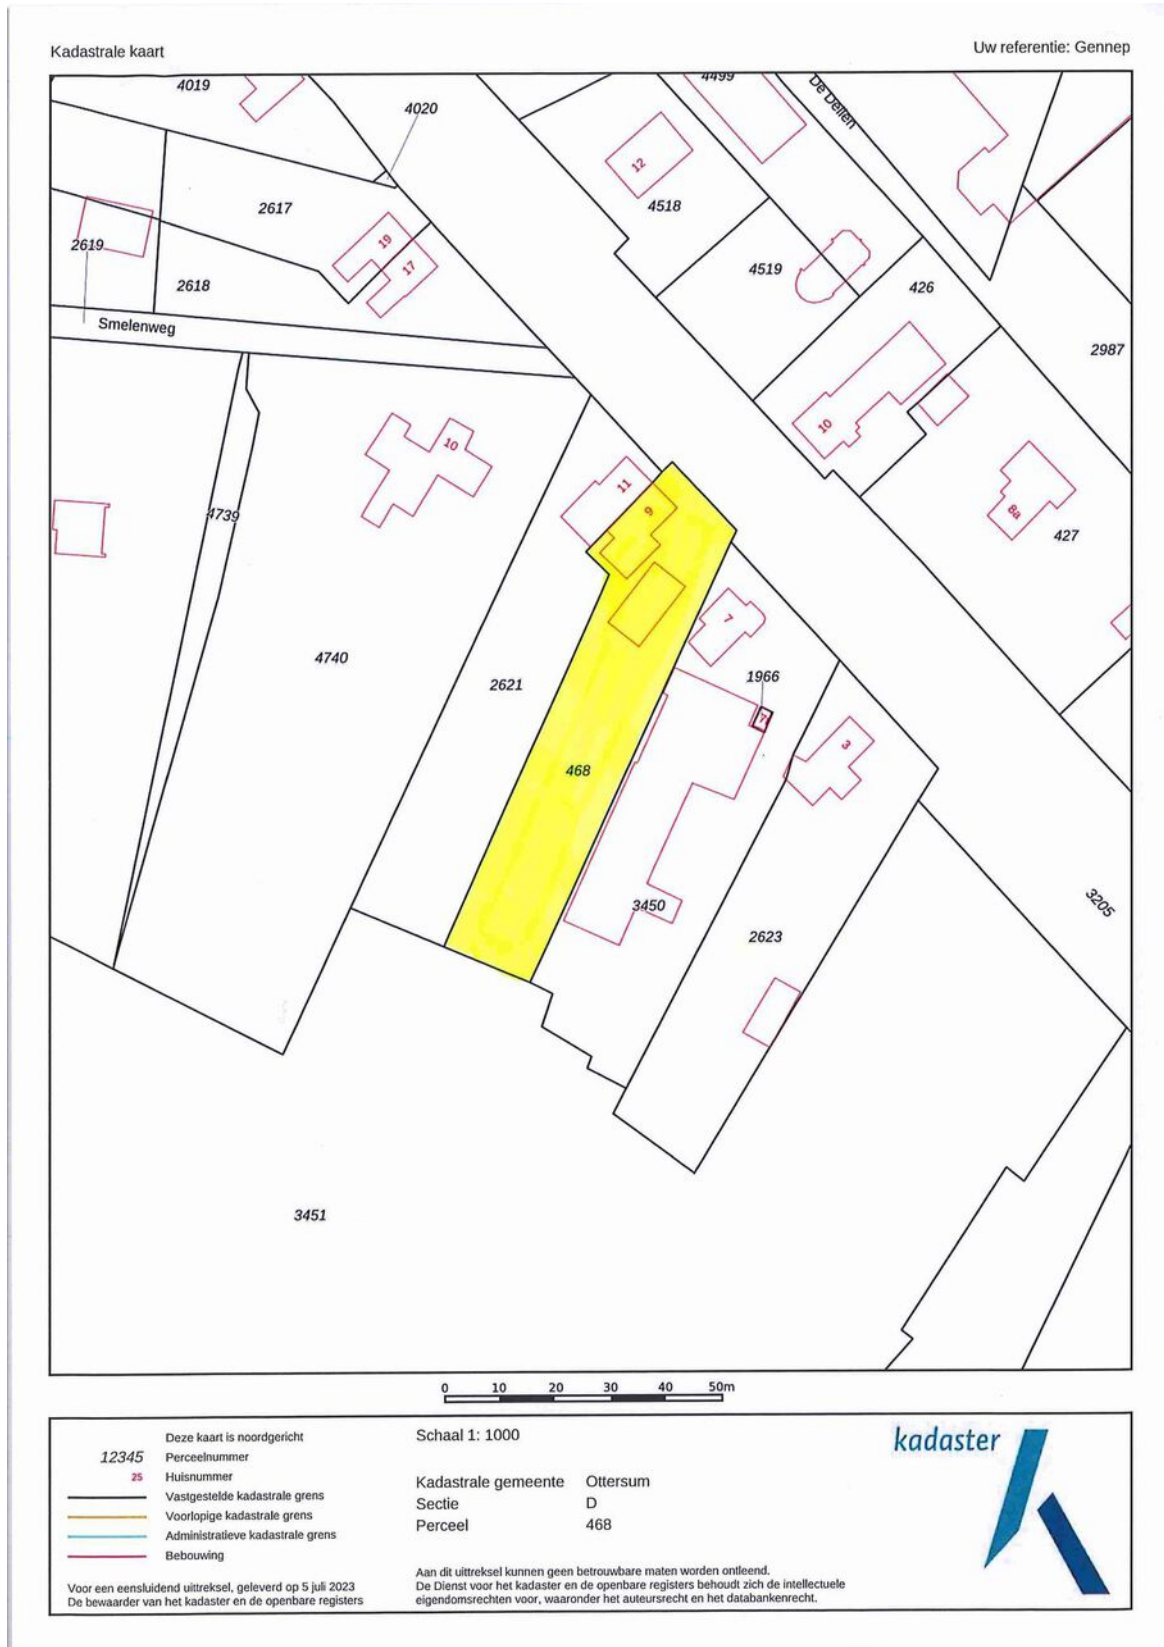 Kadastrale kaart
Uw referentie: Gennep
4019
4020
4499
De Dellen
12
4518
2617
19
17
2619
2618
4519
426
Smelenweg
2987
10
10
8a
427
11
9
4739
7
4740
2621
1966
7
3
468
3450
2623
3205
3451
0 10 20 30 40 50m
Deze kaart is noordgericht
12345 Perceelnummer
25 Huisnummer
Vastgestelde kadastrale grens
Voorlopige kadastrale grens
Administratieve kadastrale grens
Bebouwing
Voor een eensluidend uittreksel, geleverd op 5 juli 2023
De bewaarder van het kadaster en de openbare registers
Schaal 1: 1000
Kadastrale gemeente Ottersum
Sectie D
Perceel 468
Aan dit uittreksel kunnen geen betrouwbare maten worden ontleend.
De Dienst voor het kadaster en de openbare registers behoudt zich de intellectuele
eigendomsrechten voor, waaronder het auteursrecht en het databankenrecht.
kadaster